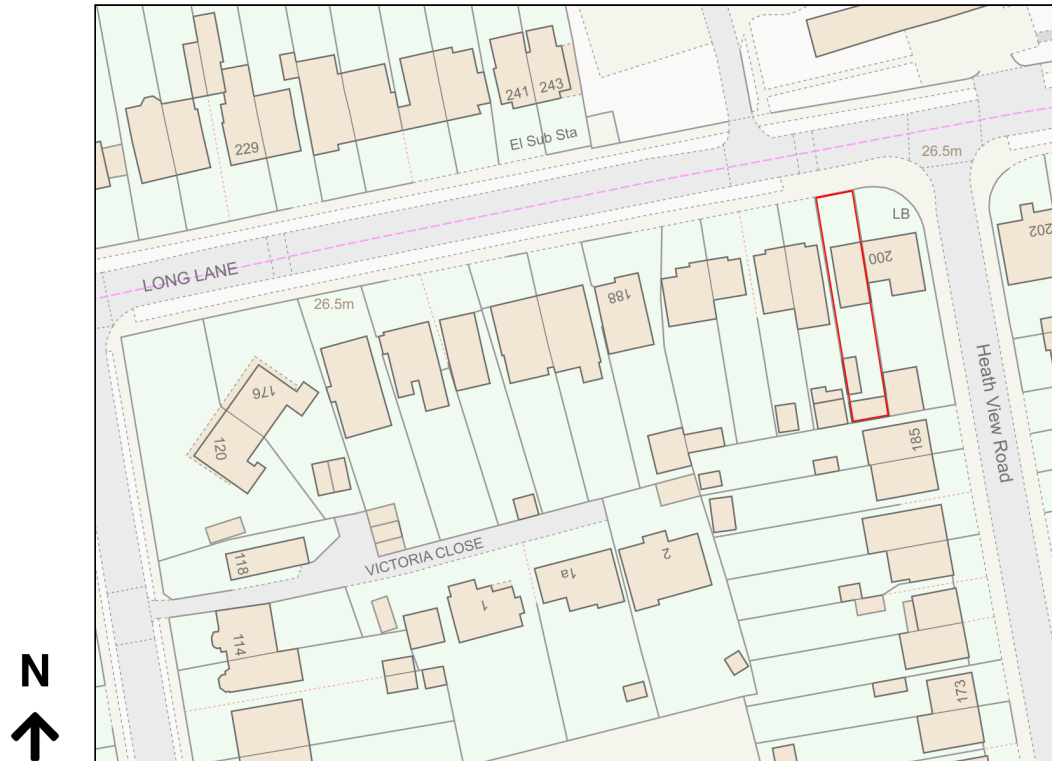 241
243
229
El Sub Sta
26.5m
LB
202
LONG LANE
26.5m
188
200
176
120
Heath View Road
185
118
VICTORIA CLOSE
2
1a
1
114
173
N